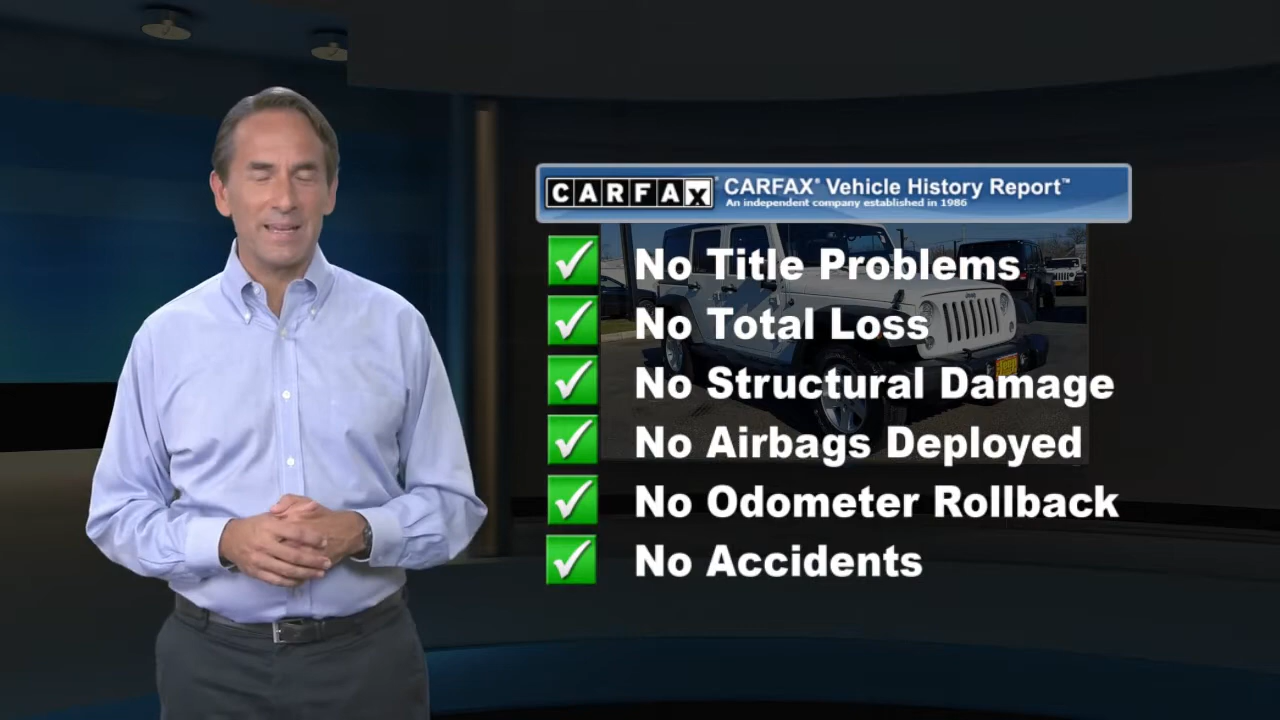 CARFAX® CARFAX® Vehicle History Report™
An independent company established in 1986
No Title Problems
No Total Loss
No Structural Damage
No Airbags Deployed
No Odometer Rollback
No Accidents